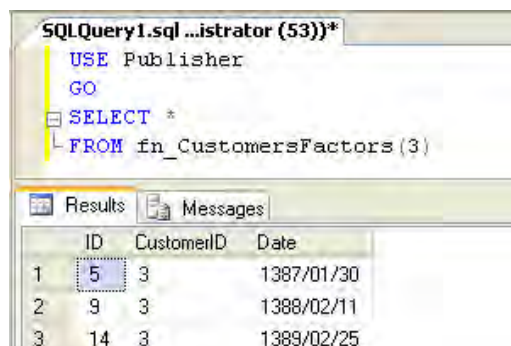 SQLQuery1.sql ...istrator (53))*
USE Publisher
GO
SELECT *
FROM fn_CustomersFactors(3)
Results Messages
ID CustomerID Date
1 5 3 1387/01/30
2 9 3 1388/02/11
3 14 3 1389/02/25